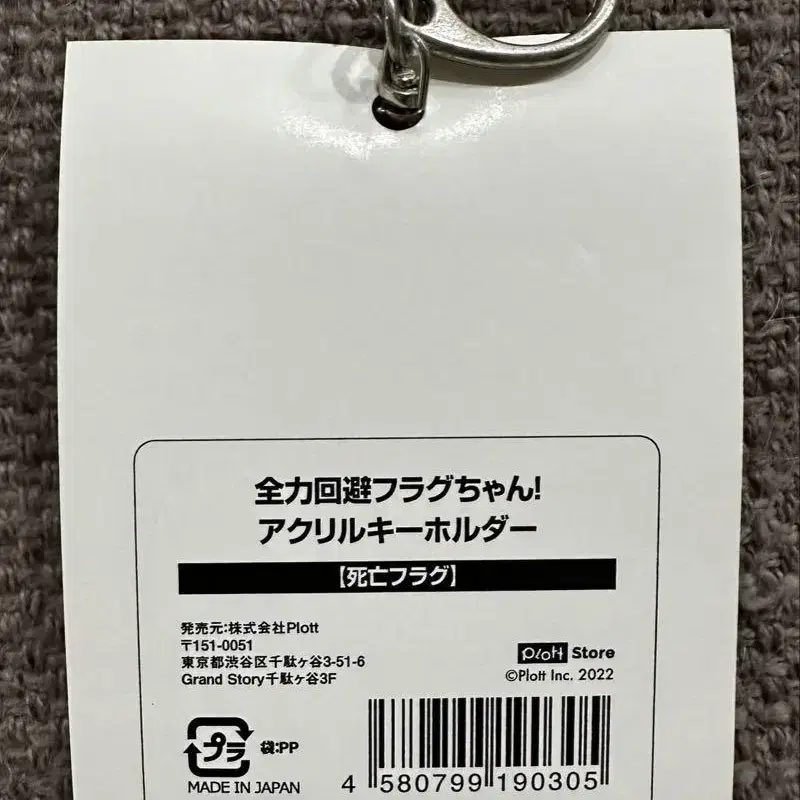 全力回避フラグちゃん!
アクリルキーホルダー
【死亡フラグ】
発売元:株式会社Plott
〒151-0051
東京都渋谷区千駄ヶ谷3-51-6
Grand Story千駄ヶ谷3F
Plott Store
©Plott Inc. 2022
プラ 袋:PP
MADE IN JAPAN
4 580799 190305